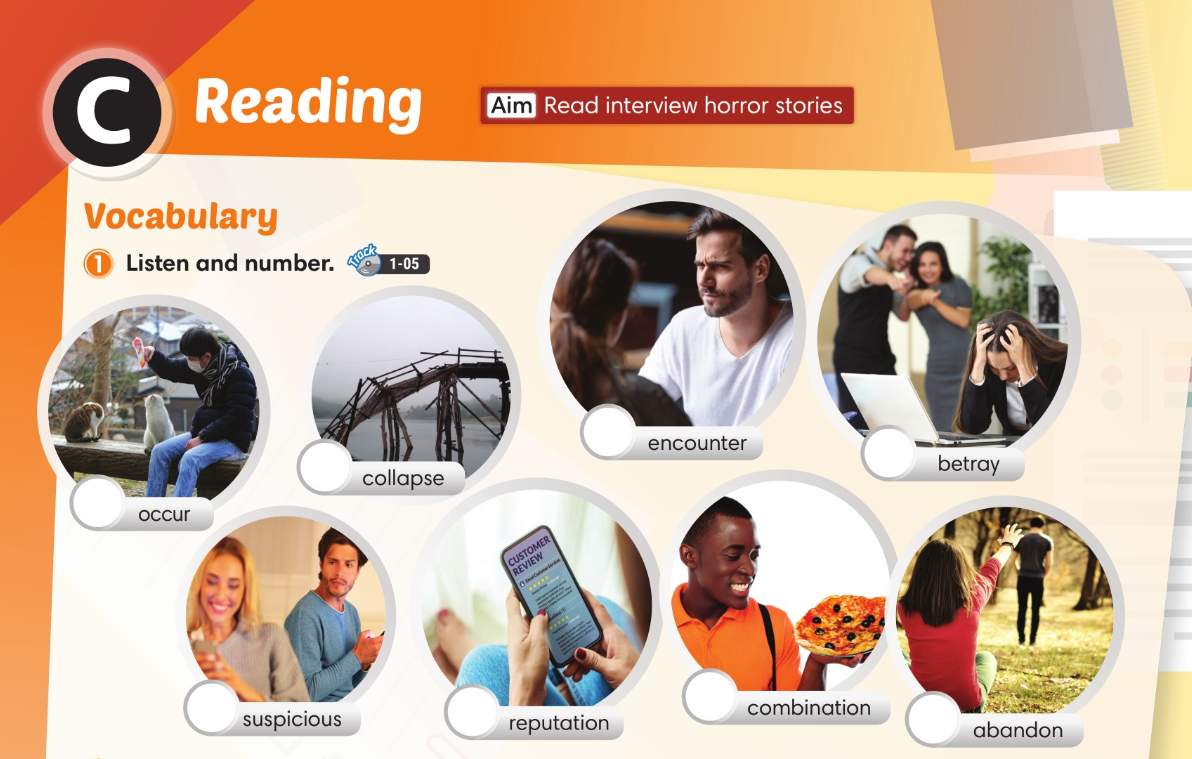 C Reading
Aim Read interview horror stories
Vocabulary
1 Listen and number. Track 1-05
occur
collapse
encounter
betray
suspicious
CUSTOMER
REVIEW
reputation
combination
abandon